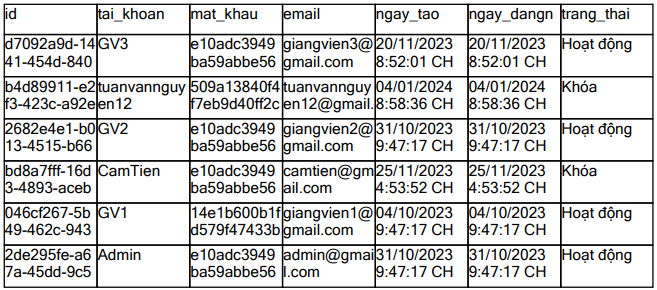 id tai_khoan mat_khau email ngay_tao ngay_dangn trang_thai
d7092a9d-14 GV3 e10adc3949 giangvien3@ 20/11/2023 20/11/2023 Hoạt động
41-454d-840 ba59abbe56 gmail.com 8:52:01 CH 8:52:01 CH
b4d89911-e2 tuanvannguy 509a13840f4 tuanvannguy 04/01/2024 04/01/2024 Khóa
f3-423c-a92e en12 f7eb9d40ff2c en12@gmail. 8:58:36 CH 8:58:36 CH
2682e4e1-b0 GV2 e10adc3949 giangvien2@ 31/10/2023 31/10/2023 Hoạt động
13-4515-b66 ba59abbe56 gmail.com 9:47:17 CH 9:47:17 CH
bd8a7fff-16d CamTien e10adc3949 camtien@gm 25/11/2023 25/11/2023 Khóa
3-4893-aceb ba59abbe56 ail.com 4:53:52 CH 4:53:52 CH
046cf267-5b GV1 14e1b600b1f giangvien1@ 04/10/2023 04/10/2023 Hoạt động
49-462c-943 d579f47433b gmail.com 9:47:17 CH 9:47:17 CH
2de295fe-a6 Admin e10adc3949 admin@gmai 31/10/2023 31/10/2023 Hoạt động
7a-45dd-9c5 ba59abbe56 l.com 9:47:17 CH 9:47:17 CH